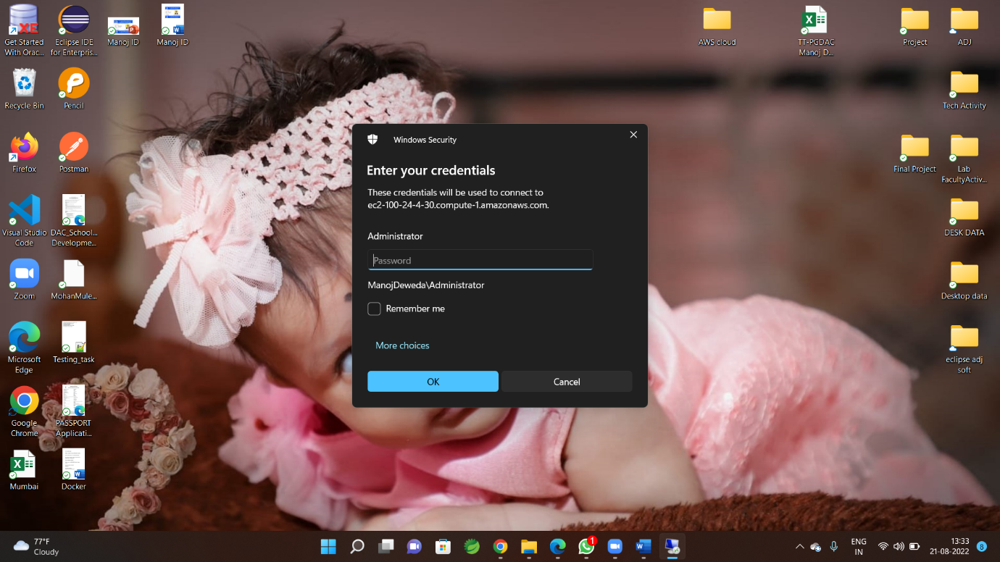 Get Started
With Orac...
Eclipse IDE
for Enterpris...
Manoj ID
Manoj ID
AWS cloud
TT-PGDAC
Manoj D...
Project
ADJ
Recycle Bin
Pencil
Tech Activity
Firefox
Postman
Final Project
Lab
FacultyActiv...
Visual Studio
Code
DAC_School...
Developme...
DESK DATA
Zoom
MohanMule...
Desktop data
Microsoft
Edge
Testing_task
eclipse adj
soft
Google
Chrome
PASSPORT
Applicati...
Mumbai
Docker
Windows Security
Enter your credentials
These credentials will be used to connect to
ec2-100-24-4-30.compute-1.amazonaws.com.
Administrator
Password
ManojDeweda\Administrator
Remember me
More choices
OK
Cancel
77°F
Cloudy
1
ENG
IN
13:33
21-08-2022
8